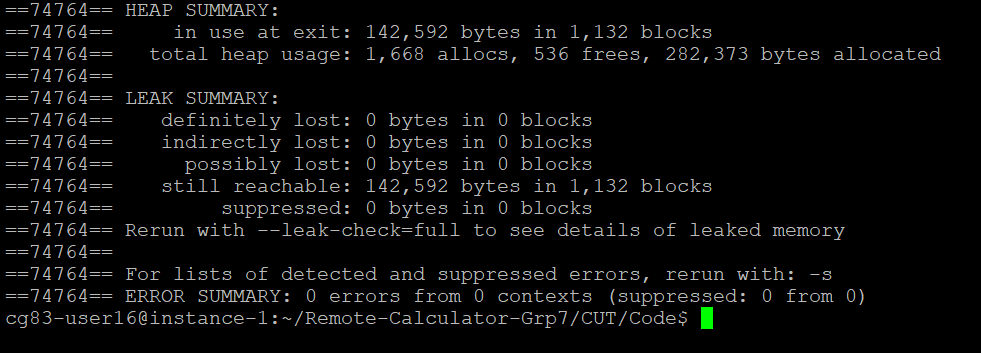 ==74764== HEAP SUMMARY:
==74764==     in use at exit: 142,592 bytes in 1,132 blocks
==74764==   total heap usage: 1,668 allocs, 536 frees, 282,373 bytes allocated
==74764==
==74764== LEAK SUMMARY:
==74764==    definitely lost: 0 bytes in 0 blocks
==74764==    indirectly lost: 0 bytes in 0 blocks
==74764==      possibly lost: 0 bytes in 0 blocks
==74764==    still reachable: 142,592 bytes in 1,132 blocks
==74764==         suppressed: 0 bytes in 0 blocks
==74764== Rerun with --leak-check=full to see details of leaked memory
==74764==
==74764== For lists of detected and suppressed errors, rerun with: -s
==74764== ERROR SUMMARY: 0 errors from 0 contexts (suppressed: 0 from 0)
cg83-user16@instance-1:~/Remote-Calculator-Grp7/CUT/Code$